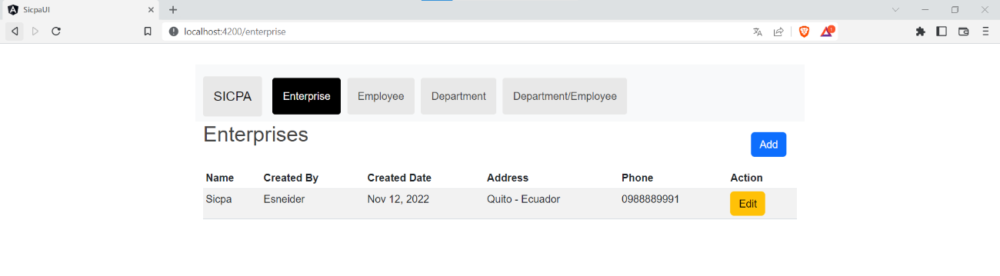 SicpaUI
localhost:4200/enterprise
SICPA Enterprise Employee Department Department/Employee
Enterprises
Add
Name Created By Created Date Address Phone Action
Sicpa Esneider Nov 12, 2022 Quito - Ecuador 0988889991 Edit